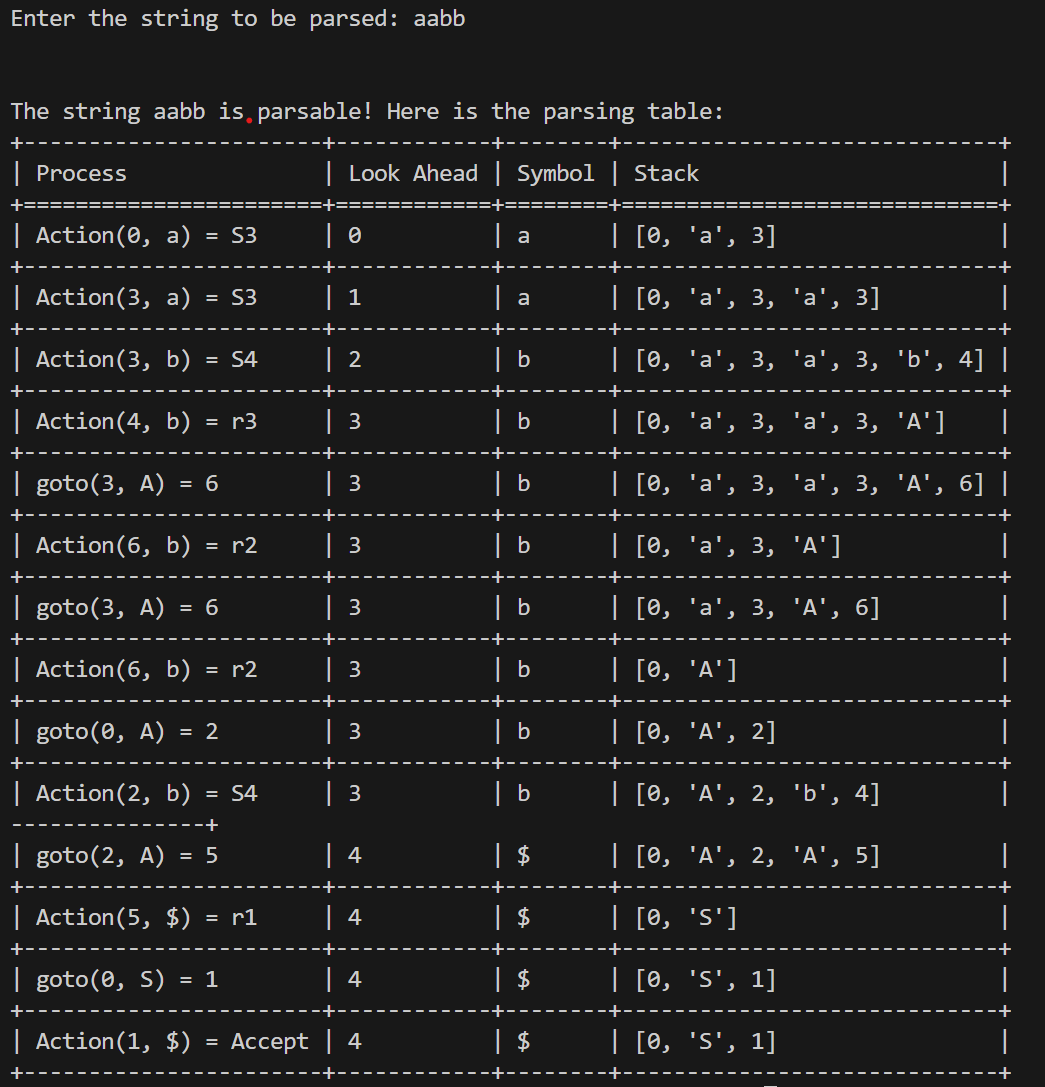 Enter the string to be parsed: aabb
The string aabb is parsable! Here is the parsing table:
+-----------------------+------------+--------+-----------------------------+
| Process               | Look Ahead | Symbol | Stack                       |
+=======================+============+========+=============================+
| Action(0, a) = S3     | 0          | a      | [0, 'a', 3]                 |
+-----------------------+------------+--------+-----------------------------+
| Action(3, a) = S3     | 1          | a      | [0, 'a', 3, 'a', 3]         |
+-----------------------+------------+--------+-----------------------------+
| Action(3, b) = S4     | 2          | b      | [0, 'a', 3, 'a', 3, 'b', 4] |
+-----------------------+------------+--------+-----------------------------+
| Action(4, b) = r3     | 3          | b      | [0, 'a', 3, 'a', 3, 'A']    |
+-----------------------+------------+--------+-----------------------------+
| goto(3, A) = 6        | 3          | b      | [0, 'a', 3, 'a', 3, 'A', 6] |
+-----------------------+------------+--------+-----------------------------+
| Action(6, b) = r2     | 3          | b      | [0, 'a', 3, 'A']            |
+-----------------------+------------+--------+-----------------------------+
| goto(3, A) = 6        | 3          | b      | [0, 'a', 3, 'A', 6]         |
+-----------------------+------------+--------+-----------------------------+
| Action(6, b) = r2     | 3          | b      | [0, 'A']                    |
+-----------------------+------------+--------+-----------------------------+
| goto(0, A) = 2        | 3          | b      | [0, 'A', 2]                 |
+-----------------------+------------+--------+-----------------------------+
| Action(2, b) = S4     | 3          | b      | [0, 'A', 2, 'b', 4]         |
---------------+
| goto(2, A) = 5        | 4          | $      | [0, 'A', 2, 'A', 5]         |
+-----------------------+------------+--------+-----------------------------+
| Action(5, $) = r1     | 4          | $      | [0, 'S']                    |
+-----------------------+------------+--------+-----------------------------+
| goto(0, S) = 1        | 4          | $      | [0, 'S', 1]                 |
+-----------------------+------------+--------+-----------------------------+
| Action(1, $) = Accept | 4          | $      | [0, 'S', 1]                 |
+-----------------------+------------+--------+-----------------------------+